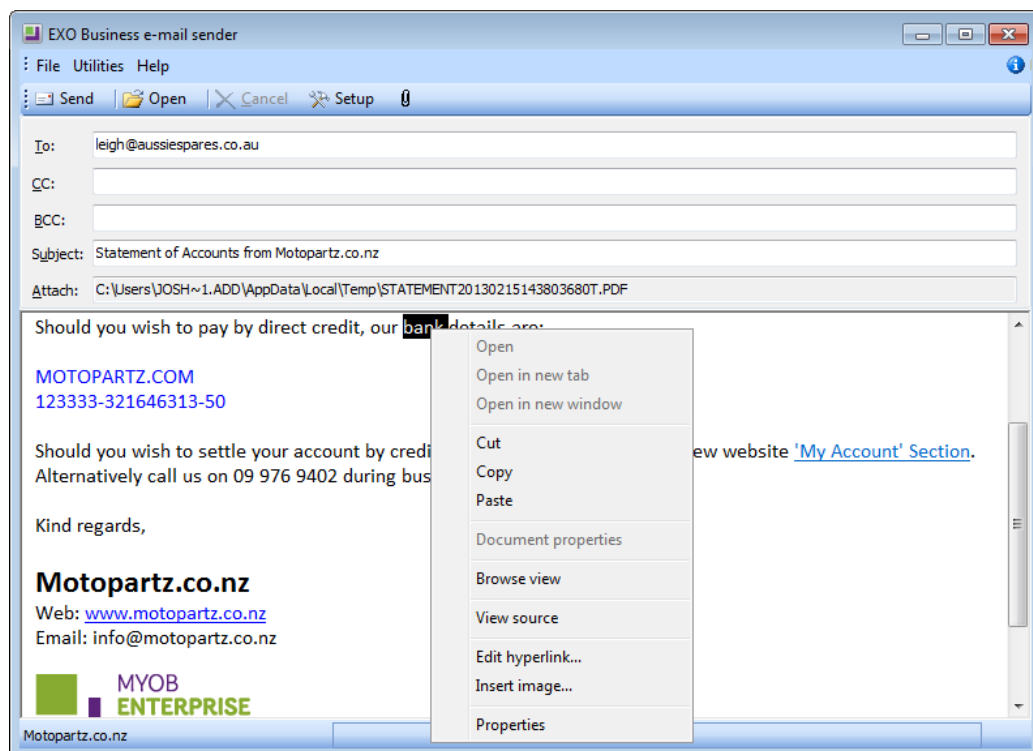 EXO Business e-mail sender
File Utilities Help
Send Open Cancel Setup
To: leigh@aussiespares.co.au
CC:
BCC:
Subject: Statement of Accounts from Motopartz.co.nz
Attach: C:\Users\JOSH~1.ADD\AppData\Local\Temp\STATEMENT20130215143803680T.PDF
Should you wish to pay by direct credit, our bank details are:
MOTOPARTZ.COM
123333-321646313-50
Should you wish to settle your account by credi ew website 'My Account' Section.
Alternatively call us on 09 976 9402 during bus
Kind regards,
Motopartz.co.nz
Web: www.motopartz.co.nz
Email: info@motopartz.co.nz
MYOB
ENTERPRISE
Open
Open in new tab
Open in new window
Cut
Copy
Paste
Document properties
Browse view
View source
Edit hyperlink...
Insert image...
Properties
Motopartz.co.nz